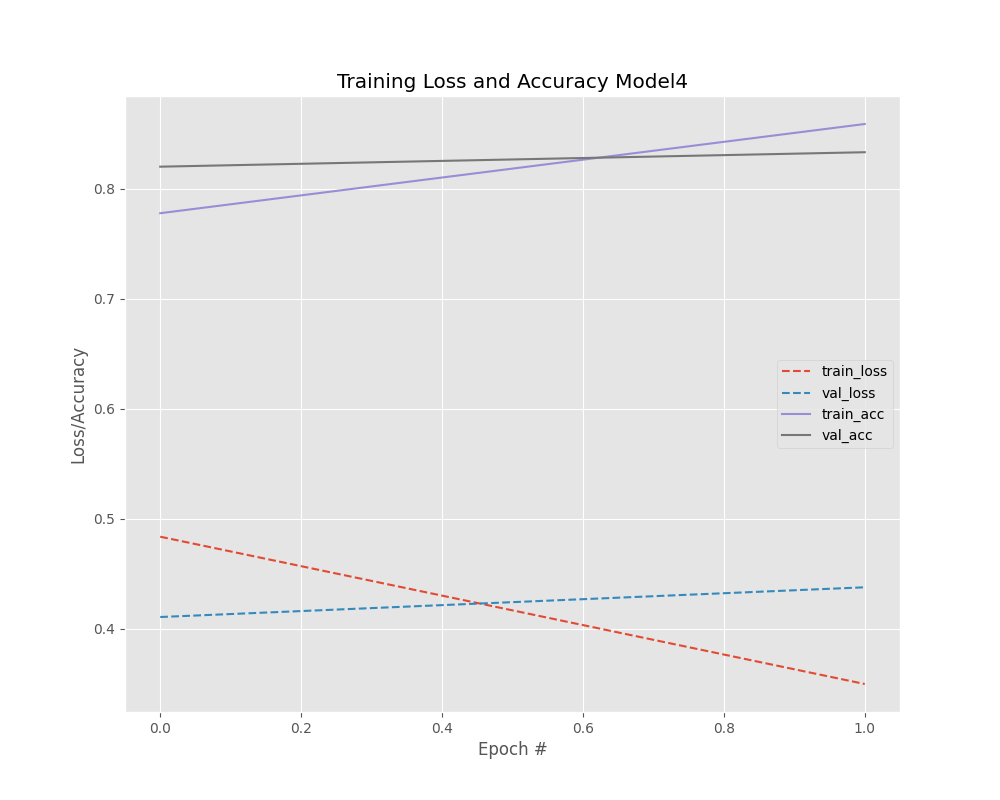 Training Loss and Accuracy Model4
Loss/Accuracy
0.8
0.7
0.6
0.5
0.4
train_loss
val_loss
train_acc
val_acc
0.0 0.2 0.4 0.6 0.8 1.0
Epoch #